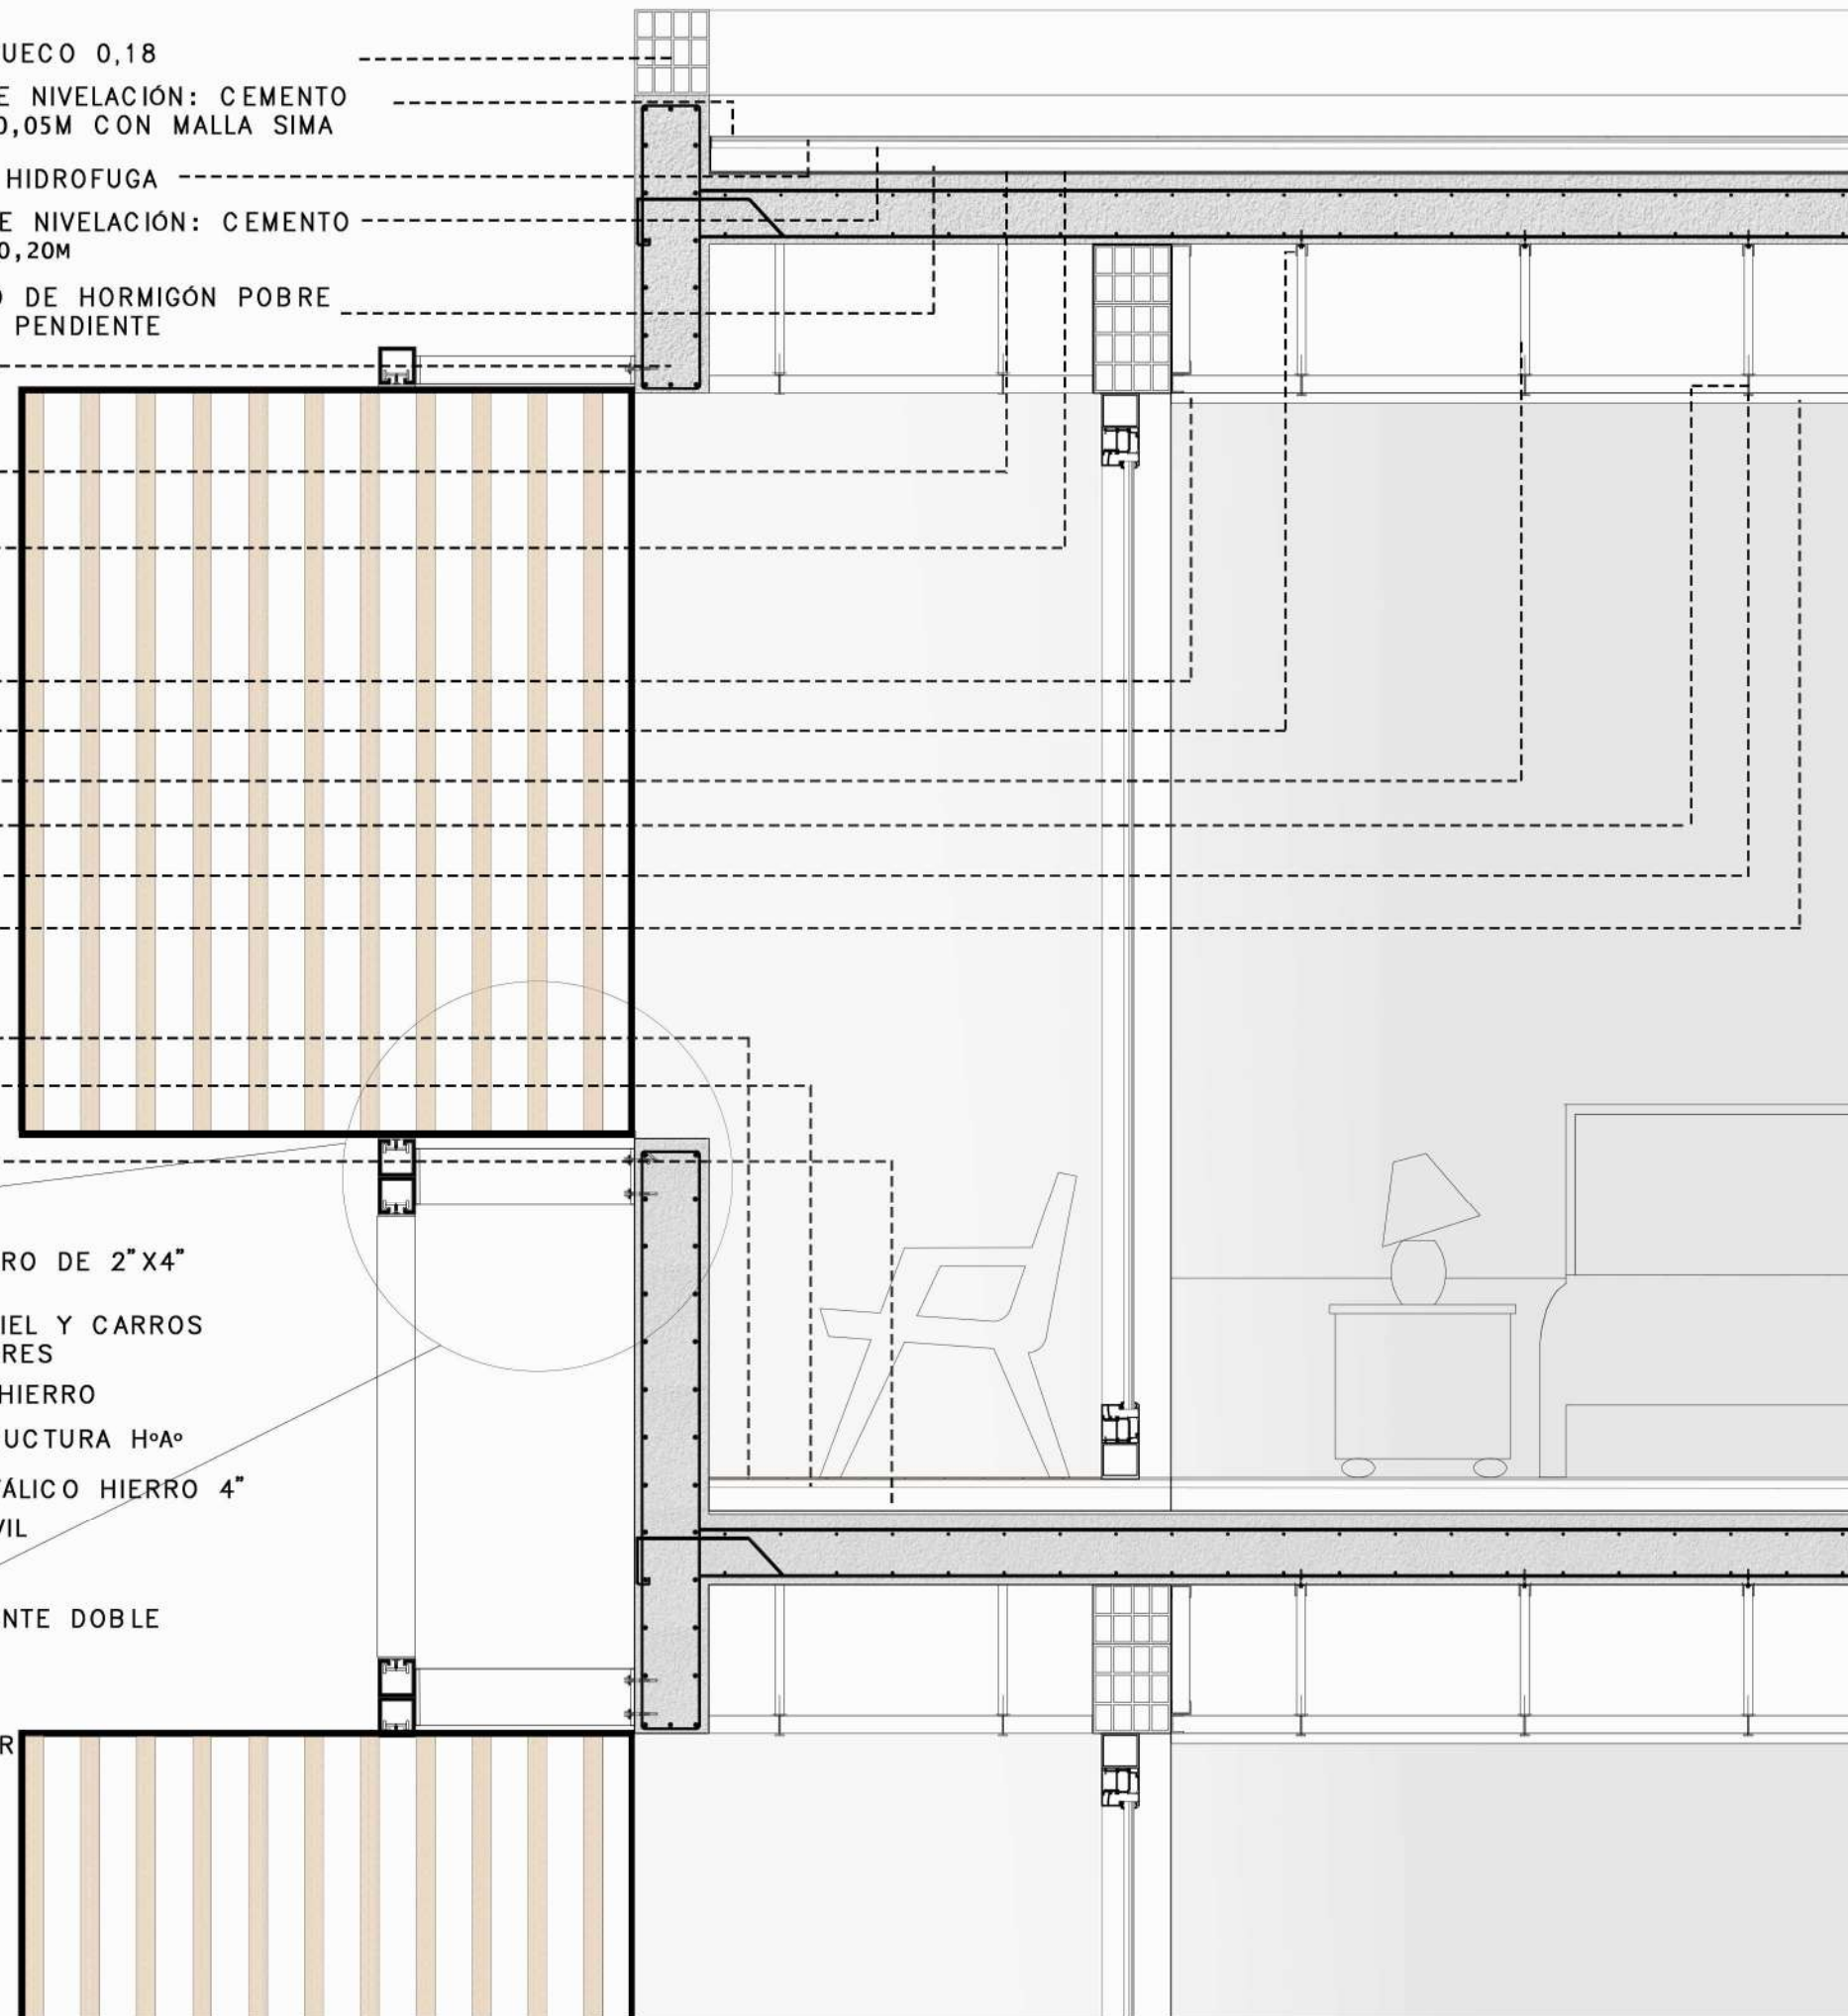 UECO 0,18
E NIVELACIÓN: CEMENTO
0,05M CON MALLA SIMA
HIDROFUGA
E NIVELACIÓN: CEMENTO
0,20M
O DE HORMIGÓN POBRE
PENDIENTE
RO DE 2"X4"
IEL Y CARROS
RES
HIERRO
UCTURA HºAº
ÁLICO HIERRO 4"
VIL
NTE DOBLE
R